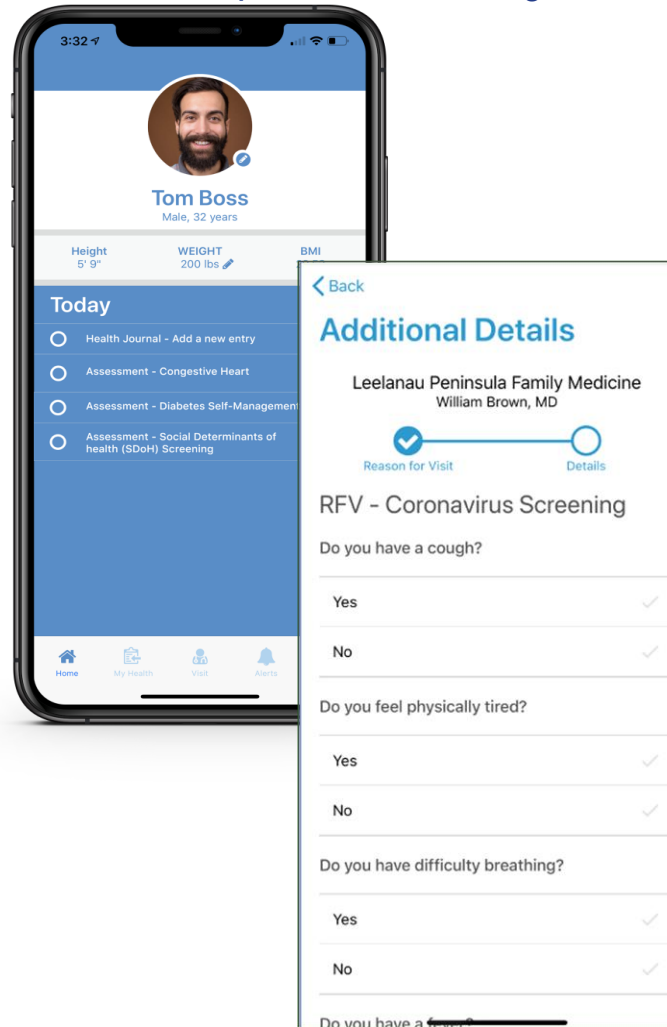 3:32
Tom Boss
Male, 32 years
Height
5' 9"
WEIGHT
200 lbs
BMI
Today
Health Journal - Add a new entry
Assessment - Congestive Heart
Assessment - Diabetes Self-Management
Assessment - Social Determinants of
health (SDoH) Screening
Home
My Health
Visit
Alerts
Back
Additional Details
Leelanau Peninsula Family Medicine
William Brown, MD
Reason for Visit
Details
RFV - Coronavirus Screening
Do you have a cough?
Yes
No
Do you feel physically tired?
Yes
No
Do you have difficulty breathing?
Yes
No
Do you have a fever?